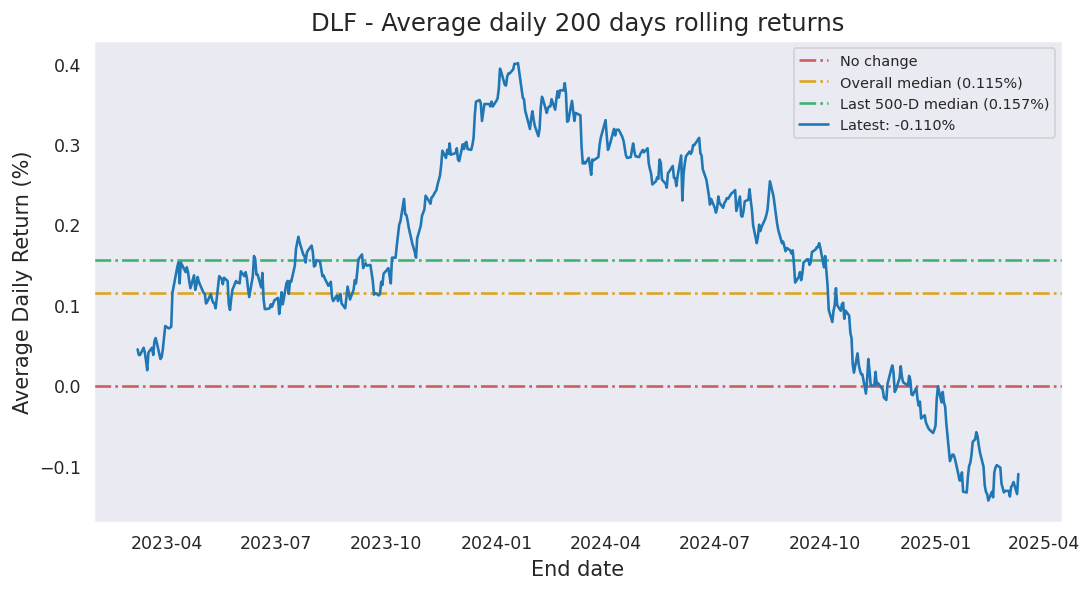 DLF - Average daily 200 days rolling returns
No change
Overall median (0.115%)
Last 500-D median (0.157%)
Latest: -0.110%
Average Daily Return (%)
0.4
0.3
0.2
0.1
0.0
−0.1
2023-04 2023-07 2023-10 2024-01 2024-04 2024-07 2024-10 2025-01 2025-04
End date